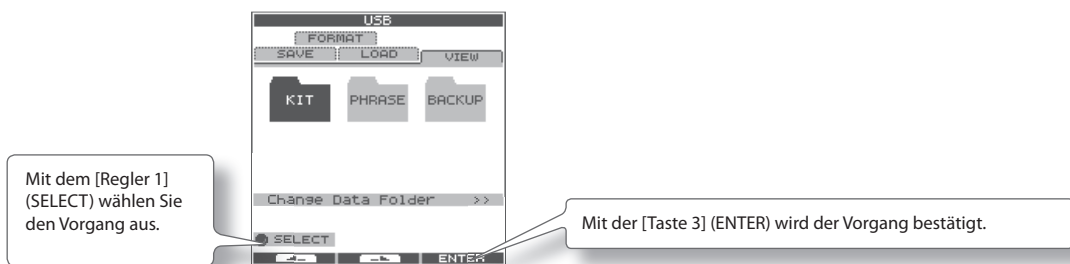 USB
FORMAT
SAVE LOAD VIEW
KIT PHRASE BACKUP
Mit dem [Regler 1]
(SELECT) wählen Sie
den Vorgang aus.
Change Data Folder >>
SELECT
Mit der [Taste 3] (ENTER) wird der Vorgang bestätigt.
ENTER